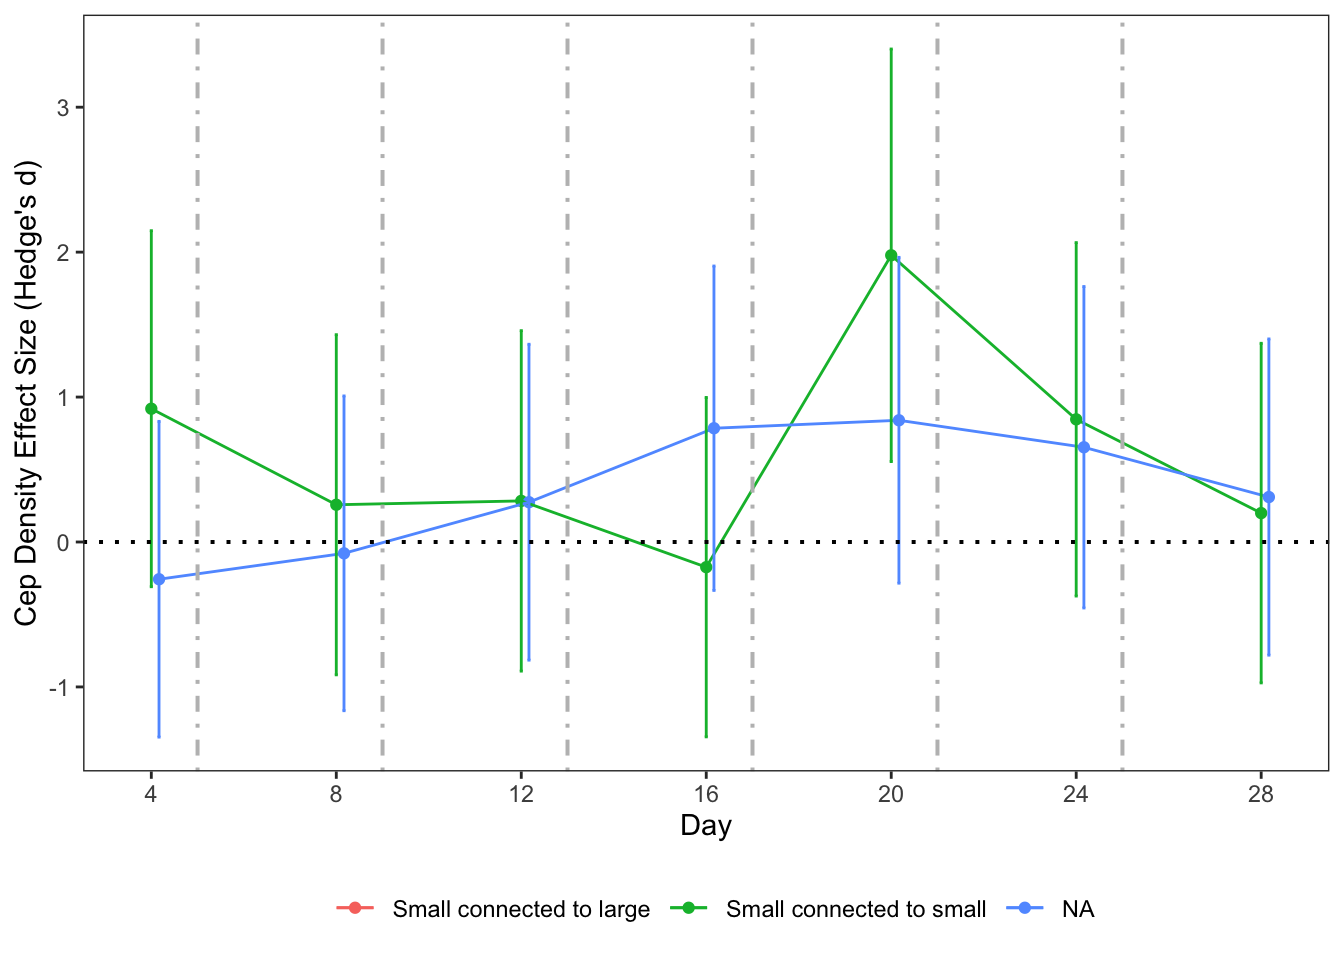 Cep Density Effect Size (Hedge's d)
3
2
1
0
-1
4 8 12 16 20 24 28
Day
Small connected to large Small connected to small NA